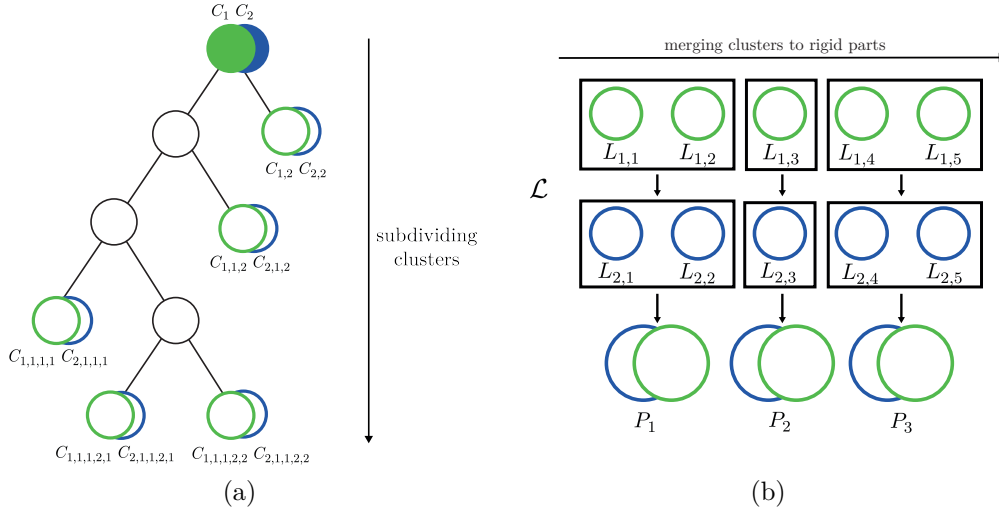 C₁ C₂
C₁,₂ C₂,₂
C₁,₁,₂ C₂,₁,₂
subdividing
clusters
C₁,₁,₁,₁ C₂,₁,₁,₁
C₁,₁,₁,₂,₁ C₂,₁,₁,₂,₁ C₁,₁,₁,₂,₂ C₂,₁,₁,₂,₂
(a)
merging clusters to rigid parts
L₁,₁ L₁,₂ L₁,₃ L₁,₄ L₁,₅
ℒ
L₂,₁ L₂,₂ L₂,₃ L₂,₄ L₂,₅
P₁ P₂ P₃
(b)